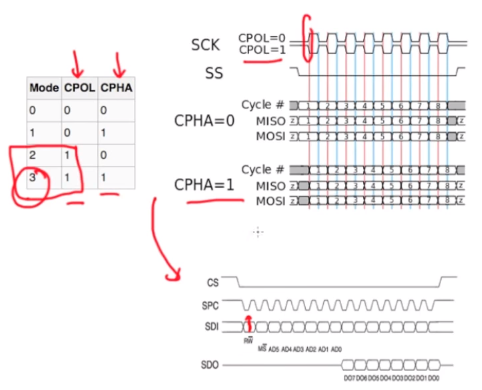 Mode CPOL CPHA
0 0 0
1 0 1
2 1 0
3 1 1
SCK
CPOL=0
CPOL=1
SS
CPHA=0
Cycle # 1 2 3 4 5 6 7 8
MISO z 1 2 3 4 5 6 7 8 z
MOSI z 1 2 3 4 5 6 7 8 z
CPHA=1
Cycle # 1 2 3 4 5 6 7 8
MISO z 1 2 3 4 5 6 7 8 z
MOSI z 1 2 3 4 5 6 7 8 z
CS
SPC
SDI
RW
MS AD5 AD4 AD3 AD2 AD1 AD0
SDO
DO7 DO6 DO5 DO4 DO3 DO2 DO1 DO0